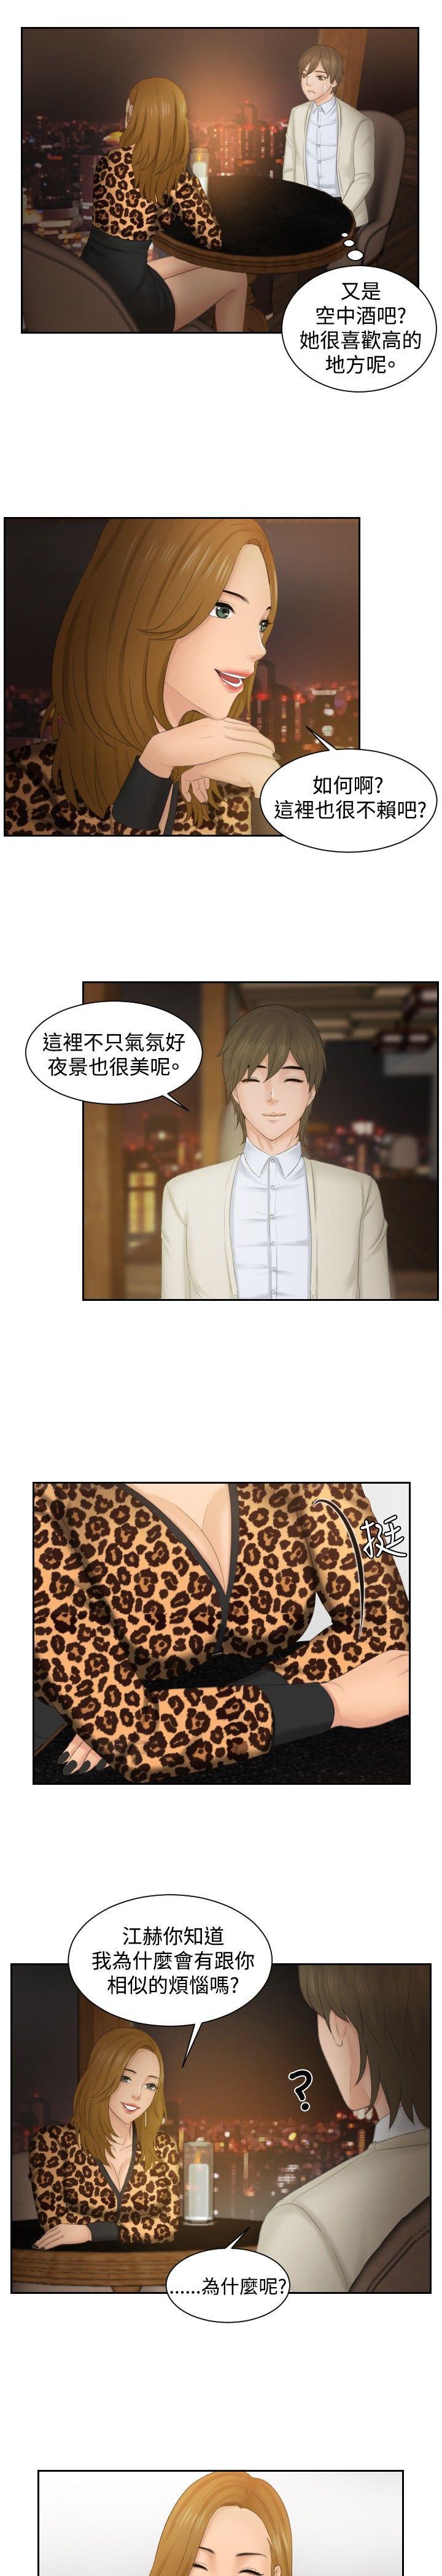 又是
空中酒吧?
她很喜歡高的
地方呢。
如何啊?
這裡也很不賴吧?
這裡不只氣氛好
夜景也很美呢。
挺
江赫你知道
我為什麼會有跟你
相似的煩惱嗎?
?
......為什麼呢?